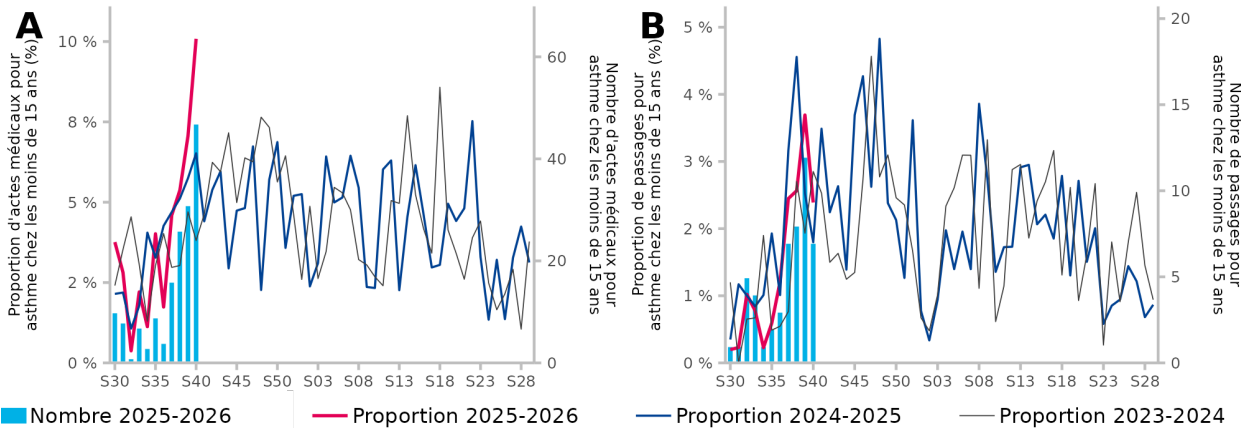 A
Proportion d'actes médicaux pour
asthme chez les moins de 15 ans (%)
10 %
8 %
5 %
2 %
0 %
60
40
20
0
Nombre d'actes médicaux pour
asthme chez les moins de 15 ans
S30 S35 S40 S45 S50 S03 S08 S13 S18 S23 S28
B
Proportion de passages pour
asthme chez les moins de 15 ans (%)
5 %
4 %
3 %
2 %
1 %
0 %
20
15
10
5
0
Nombre de passages pour
asthme chez les moins de 15 ans
S30 S35 S40 S45 S50 S03 S08 S13 S18 S23 S28
Nombre 2025-2026 Proportion 2025-2026 Proportion 2024-2025 Proportion 2023-2024